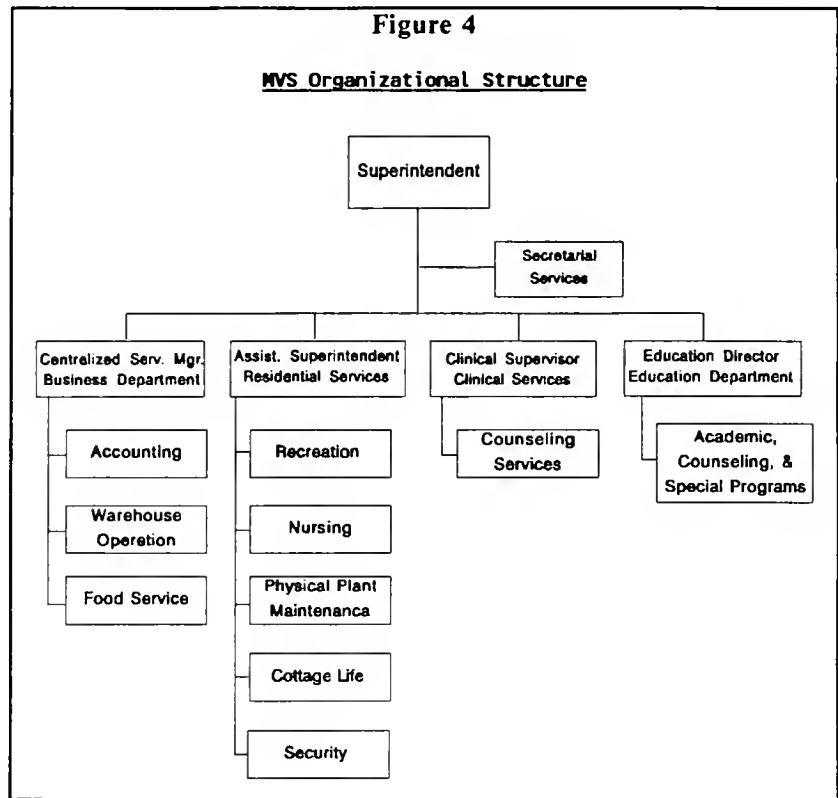 Figure 4
MVS Organizational Structure
Superintendent
Secretarial
Services
Centralized Serv. Mgr.
Business Department
Assist. Superintendent
Residential Services
Clinical Supervisor
Clinical Services
Education Director
Education Department
Accounting
Warehouse
Operation
Food Service
Recreation
Nursing
Physical Plant
Maintenance
Cottage Life
Security
Counseling
Services
Academic,
Counseling, &
Special Programs